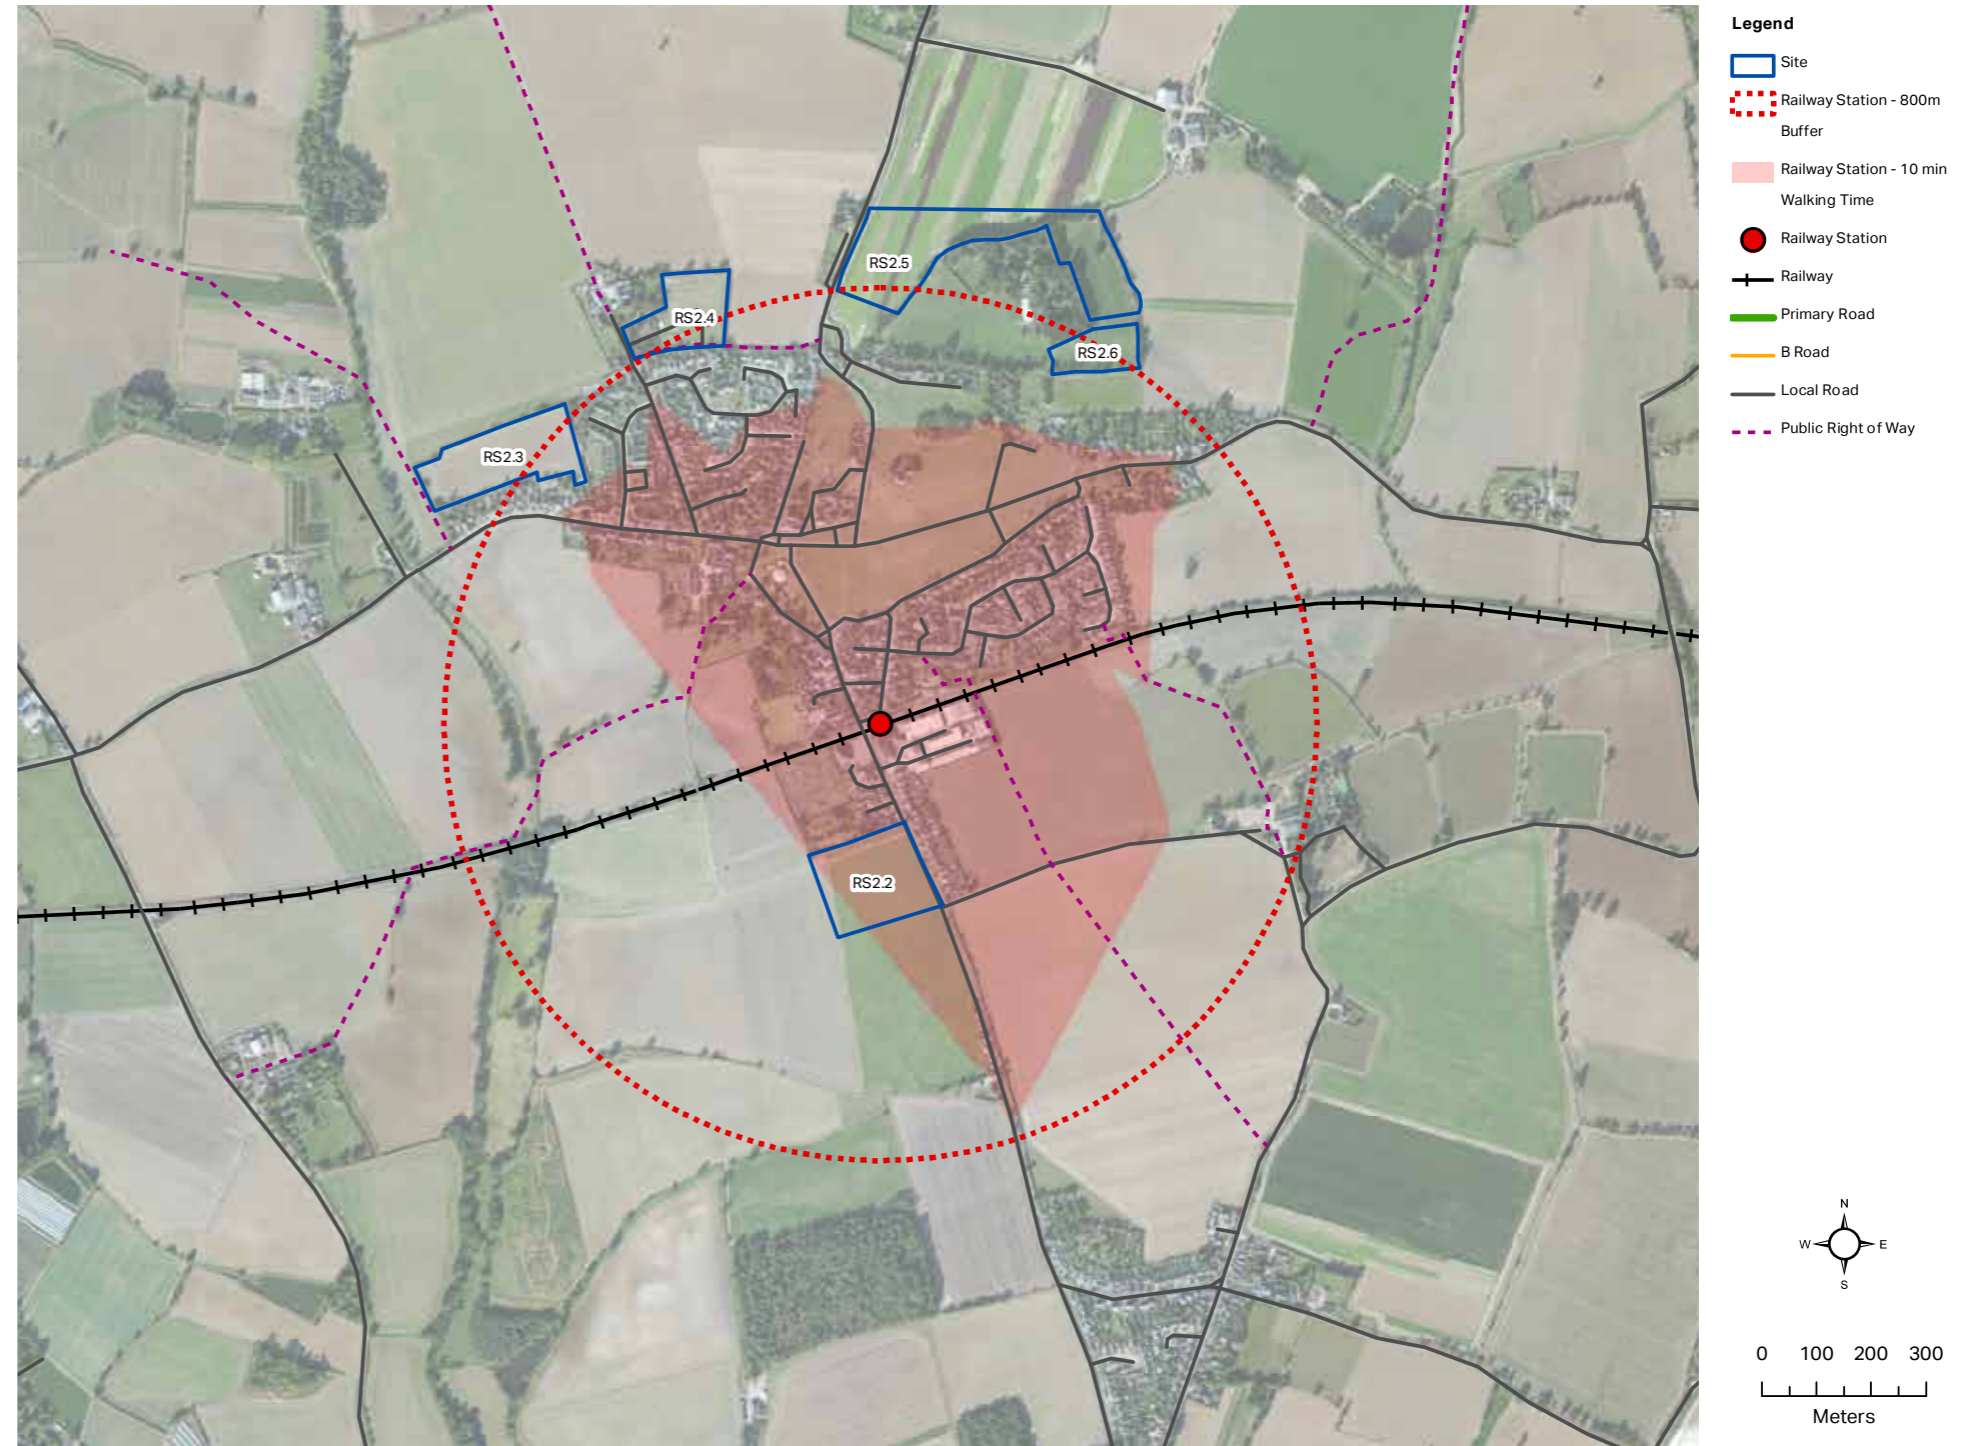 Legend
Site
Railway Station - 800m
Buffer
Railway Station - 10 min
Walking Time
Railway Station
Railway
Primary Road
B Road
Local Road
Public Right of Way
RS2.5
RS2.4
RS2.6
RS2.3
RS2.2
N
W E
S
0 100 200 300
Meters